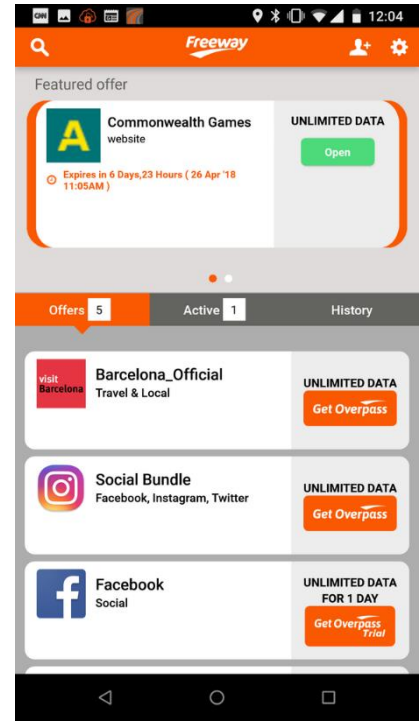 CNN
12:04
Freeway
Featured offer
A
Commonwealth Games
website
Expires in 6 Days,23 Hours ( 26 Apr '18
11:05AM )
UNLIMITED DATA
Open
Offers 5
Active 1
History
visit
Barcelona
Barcelona_Official
Travel & Local
UNLIMITED DATA
Get Overpass
Social Bundle
Facebook, Instagram, Twitter
UNLIMITED DATA
Get Overpass
f
Facebook
Social
UNLIMITED DATA
FOR 1 DAY
Get Overpass
Trial